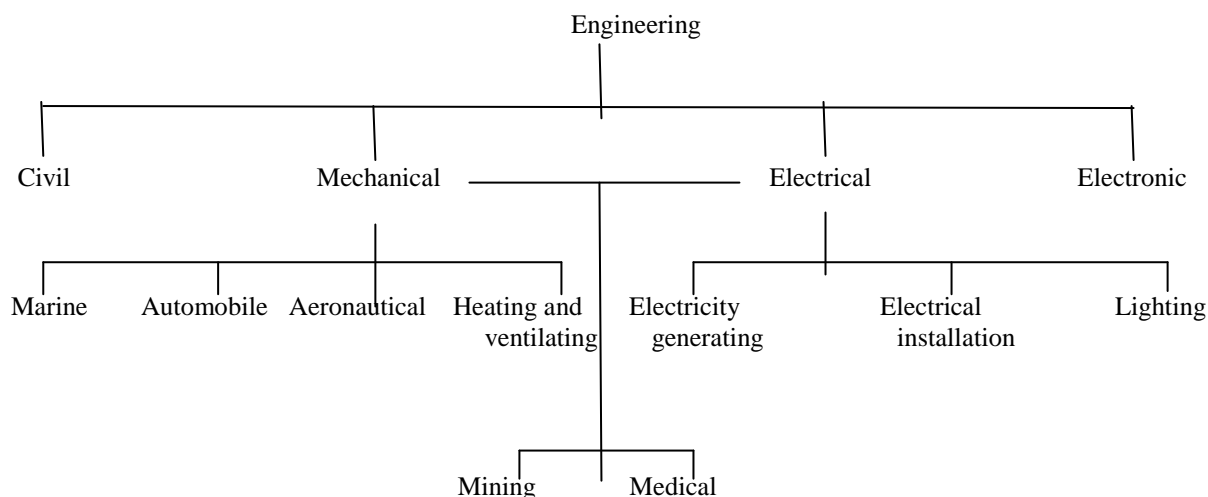 Engineering
Civil Mechanical Electrical Electronic
Marine Automobile Aeronautical Heating and Electricity Electrical Lighting
ventilating generating installation
Mining Medical